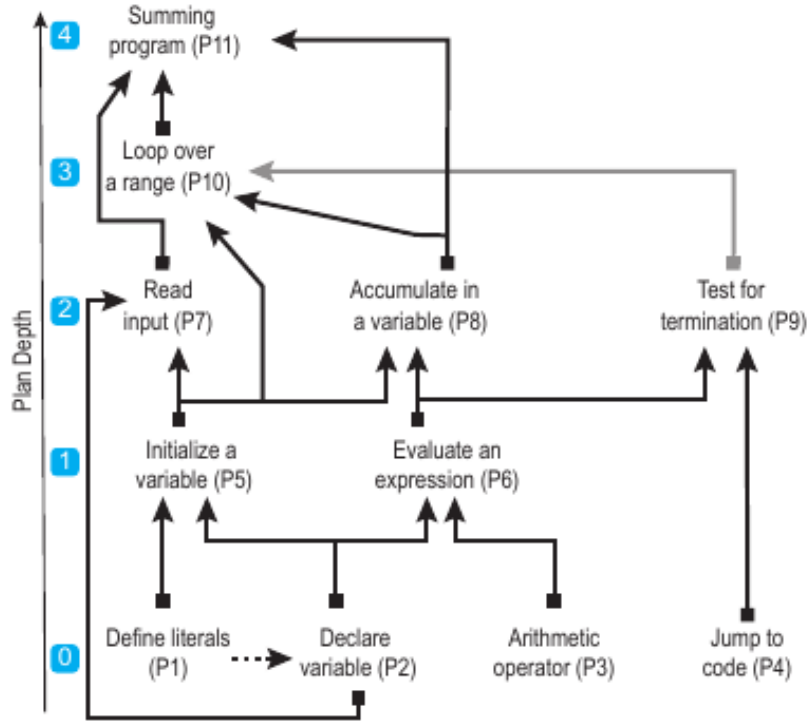 4
Summing
program (P11)
3
Loop over
a range (P10)
2
Read
input (P7)
Accumulate in
a variable (P8)
Test for
termination (P9)
Plan Depth
1
Initialize a
variable (P5)
Evaluate an
expression (P6)
0
Define literals
(P1)
Declare
variable (P2)
Arithmetic
operator (P3)
Jump to
code (P4)